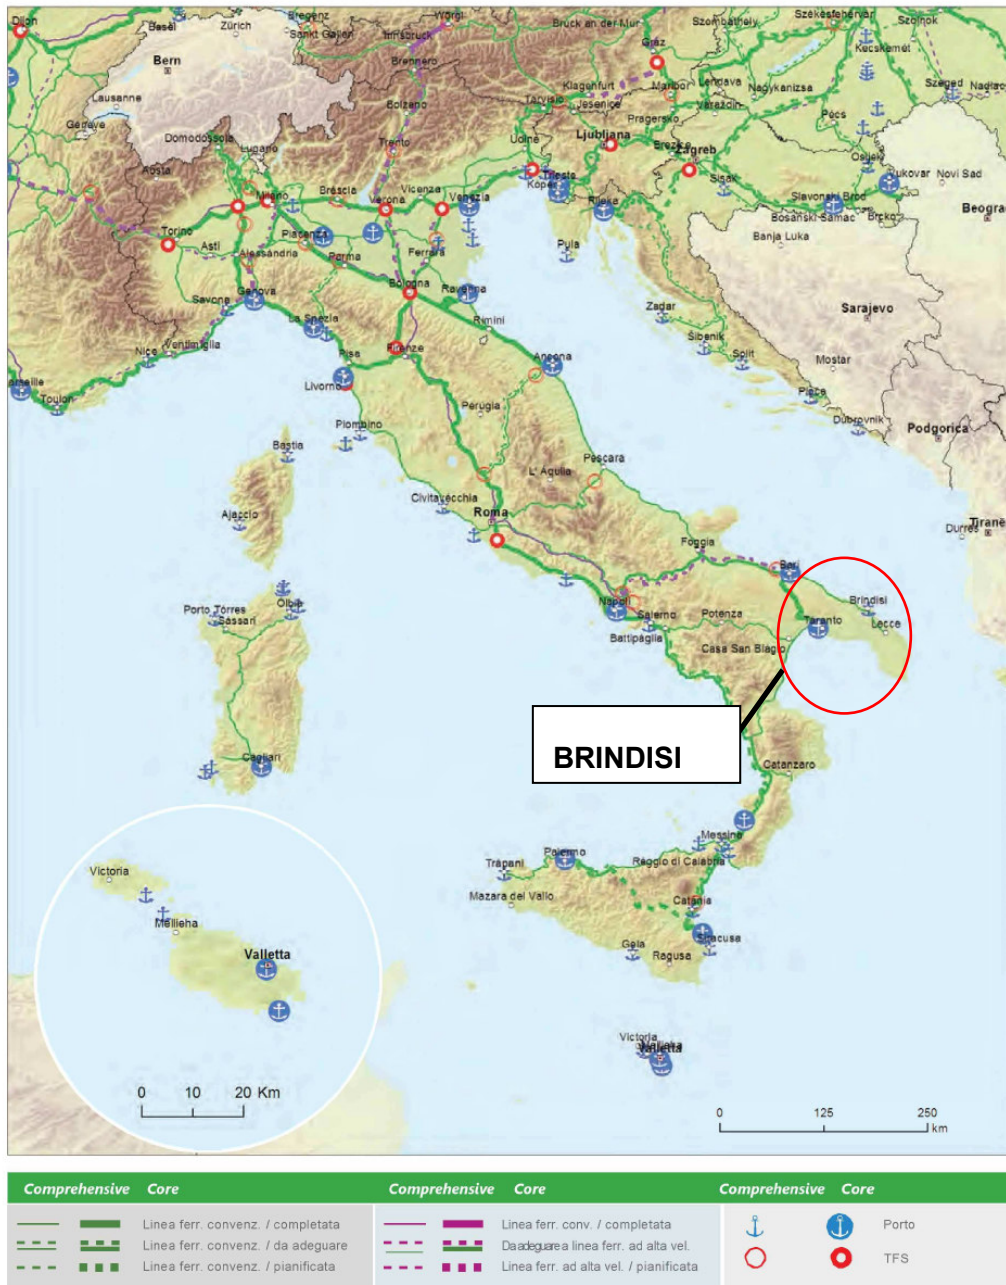 Dijon
Basel
Zürich
Bregenz
Sankt Gallen
Innsbruck
Wörgl
Bruck an der Mur
Szombathely
Székesfehérvár
Szolnok
Bern
Brennero
Graz
Kecskemét
Lausanne
Bolzano
Klagenfurt
Maribor
Lendava
Nagykanizsa
Szeged
Tarvisio
Jesenice
Varazdin
Genève
Domodossola
Lugano
Trento
Udine
Ljubljana
Pragersko
Pécs
Aosta
Zagreb
Osijek
Vukovar
Novi Sad
Milano
Brescia
Verona
Vicenza
Venezia
Trieste
Koper
Rijeka
Sisak
Slavonski Brod
Bosanski Samac
Brcko
Beogra
Torino
Asti
Piacenza
Pula
Banja Luka
Alessandria
Parma
Ferrara
Savona
Genova
Bologna
Ravenna
Zadar
Sarajevo
La Spezia
Rimini
Šibenik
Nice
Ventimiglia
Pisa
Firenze
Ancona
Split
Mostar
arseille
Toulon
Livorno
Perugia
Ploce
Piombino
Dubrovnik
Podgorica
Bastia
L' Aquila
Pescara
Civitavecchia
Ajaccio
Roma
Durres
Tiranë
Foggia
Bari
Porto Torres
Sassari
Olbia
Napoli
Salerno
Potenza
Taranto
Brindisi
Lecce
Battipaglia
Casa San Biagio
BRINDISI
Cagliari
Catanzaro
Messina
Palermo
Reggio di Calabria
Trapani
Victoria
Mazara del Vallo
Catania
Mellieha
Gela
Siracusa
Ragusa
Valletta
Victoria
Mellieha
Valletta
0 10 20 Km
0 125 250
km
Comprehensive Core Comprehensive Core Comprehensive Core
Linea ferr. convenz. / completata Linea ferr. conv. / completata Porto
Linea ferr. convenz. / da adeguare Da adeguare a linea ferr. ad alta vel. TFS
Linea ferr. convenz. / pianificata Linea ferr. ad alta vel. / pianificata